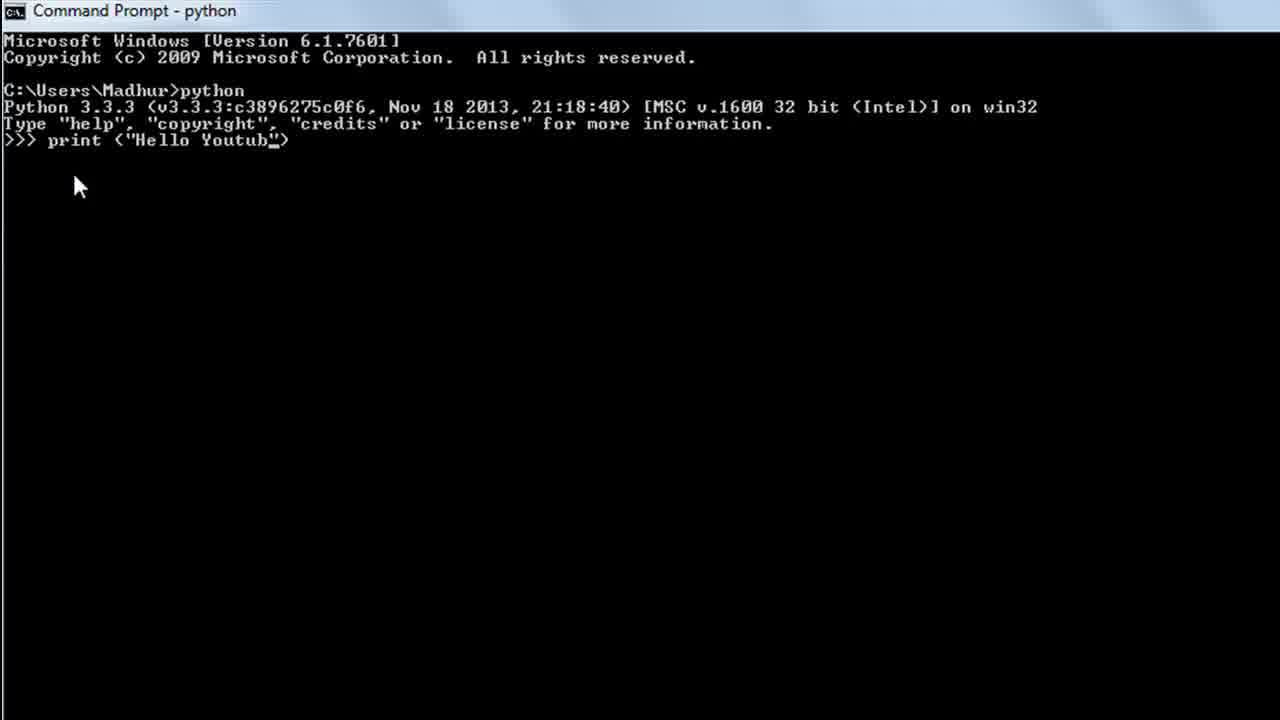 Command Prompt - python
Microsoft Windows [Version 6.1.7601]
Copyright (c) 2009 Microsoft Corporation.  All rights reserved.
C:\Users\Madhur>python
Python 3.3.3 (v3.3.3:c3896275c0f6, Nov 18 2013, 21:18:40) [MSC v.1600 32 bit (Intel)] on win32
Type "help", "copyright", "credits" or "license" for more information.
>>> print ("Hello Youtub")